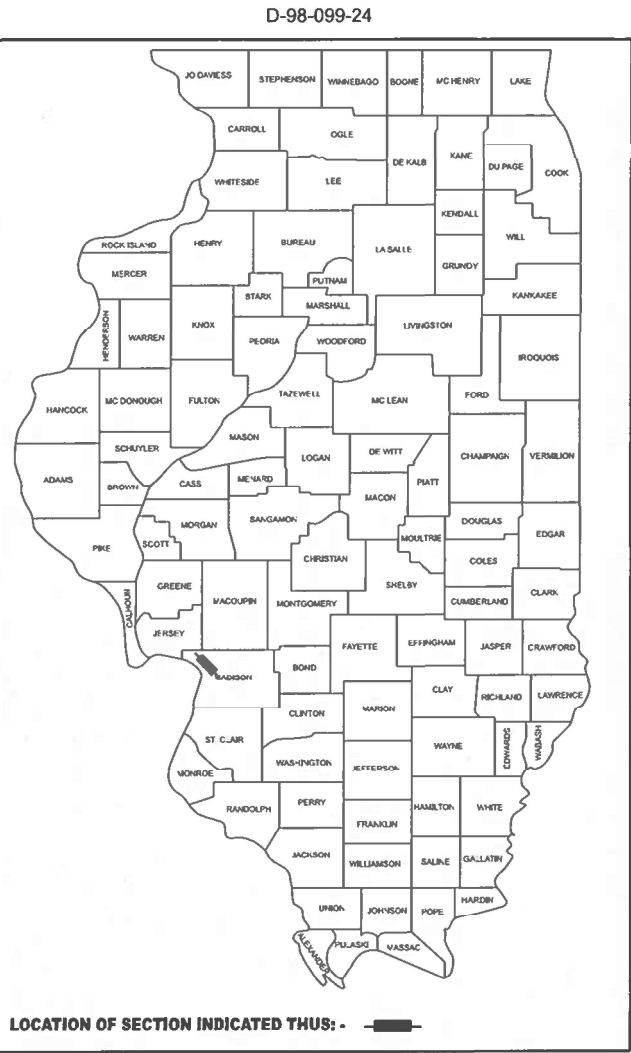 D-98-099-24
JO DAVIESS
STEPHENSON
WINNEBAGO
BOONE
MC HENRY
LAKE
CARROLL
OGLE
DE KALB
KANE
DU PAGE
COOK
WHITESIDE
LEE
KENDALL
WILL
ROCK ISLAND
HENRY
BUREAU
LA SALLE
GRUNDY
MERCER
PUTNAM
KANKAKEE
STARK
MARSHALL
HENDERSON
WARREN
KNOX
PEORIA
WOODFORD
LIVINGSTON
IROQUOIS
HANCOCK
MC DONOUGH
FULTON
TAZEWELL
MC LEAN
FORD
MASON
SCHUYLER
LOGAN
DE WITT
CHAMPAIGN
VERMILION
ADAMS
BROWN
CASS
MENARD
MACON
PIATT
PIKE
SCOTT
MORGAN
SANGAMON
CHRISTIAN
MOULTRIE
DOUGLAS
EDGAR
COLES
GREENE
CALHOUN
MACOUPIN
MONTGOMERY
SHELBY
CUMBERLAND
CLARK
JERSEY
FAYETTE
EFFINGHAM
JASPER
CRAWFORD
BOND
MADISON
CLAY
RICHLAND
LAWRENCE
CLINTON
MARION
ST. CLAIR
WAYNE
EDWARDS
WABASH
MONROE
WASHINGTON
JEFFERSON
RANDOLPH
PERRY
HAMILTON
WHITE
FRANKLIN
JACKSON
WILLIAMSON
SALINE
GALLATIN
UNION
JOHNSON
POPE
HARDIN
ALEXANDER
PULASKI
MASSAC
LOCATION OF SECTION INDICATED THUS: -